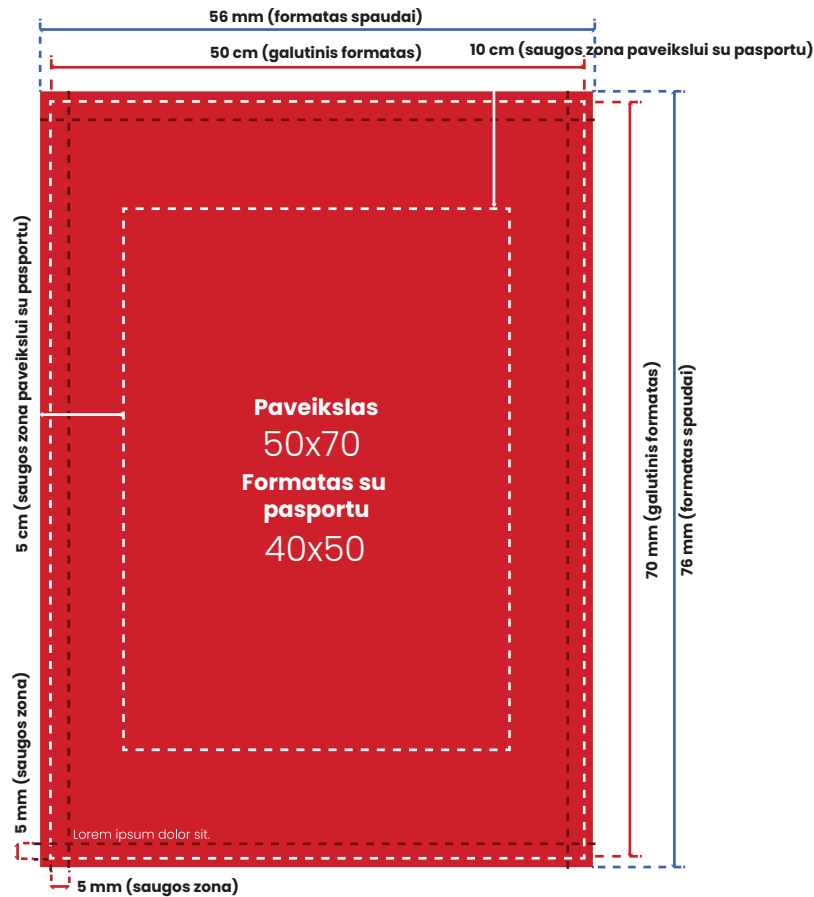 56 mm (formatas spaudai)
50 cm (galutinis formatas)
10 cm (saugos zona paveikslui su pasportu)
5 cm (saugos zona paveikslui su pasportu)
Paveikslas
50x70
Formatas su
pasportu
40x50
70 mm (galutinis formatas)
76 mm (formatas spaudai)
5 mm (saugos zona)
Lorem ipsum dolor sit.
5 mm (saugos zona)